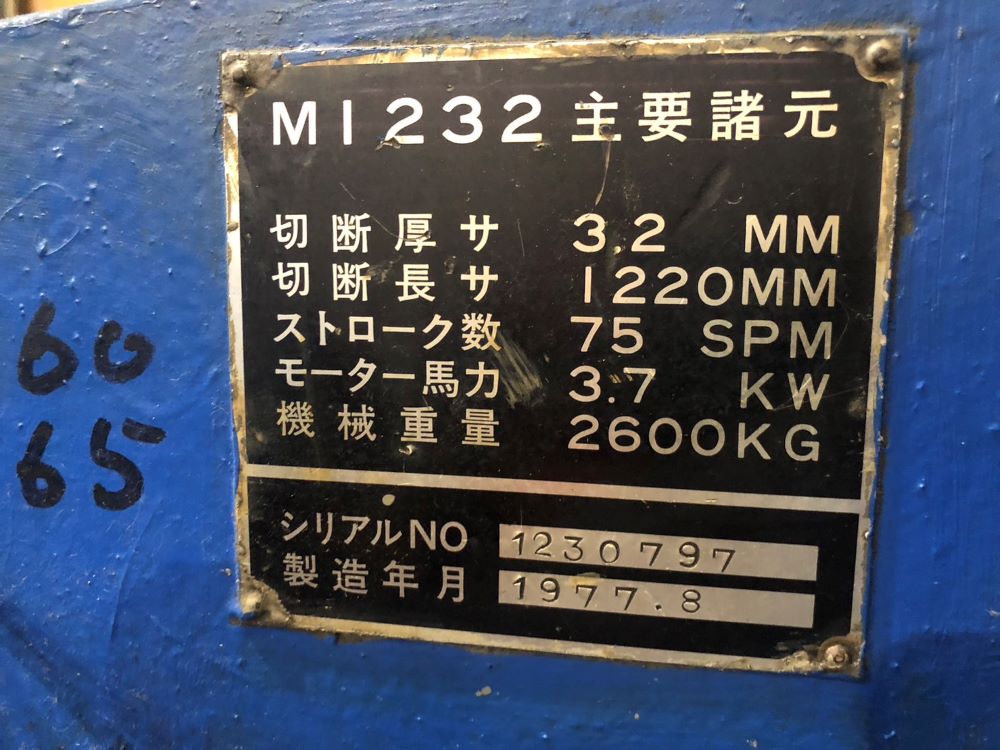 M1232 主要諸元
切断厚サ 3.2 MM
切断長サ 1220MM
ストローク数 75 SPM
モーター馬力 3.7 KW
機械重量 2600KG
シリアルNO 1230797
製造年月 1977.8
60
65